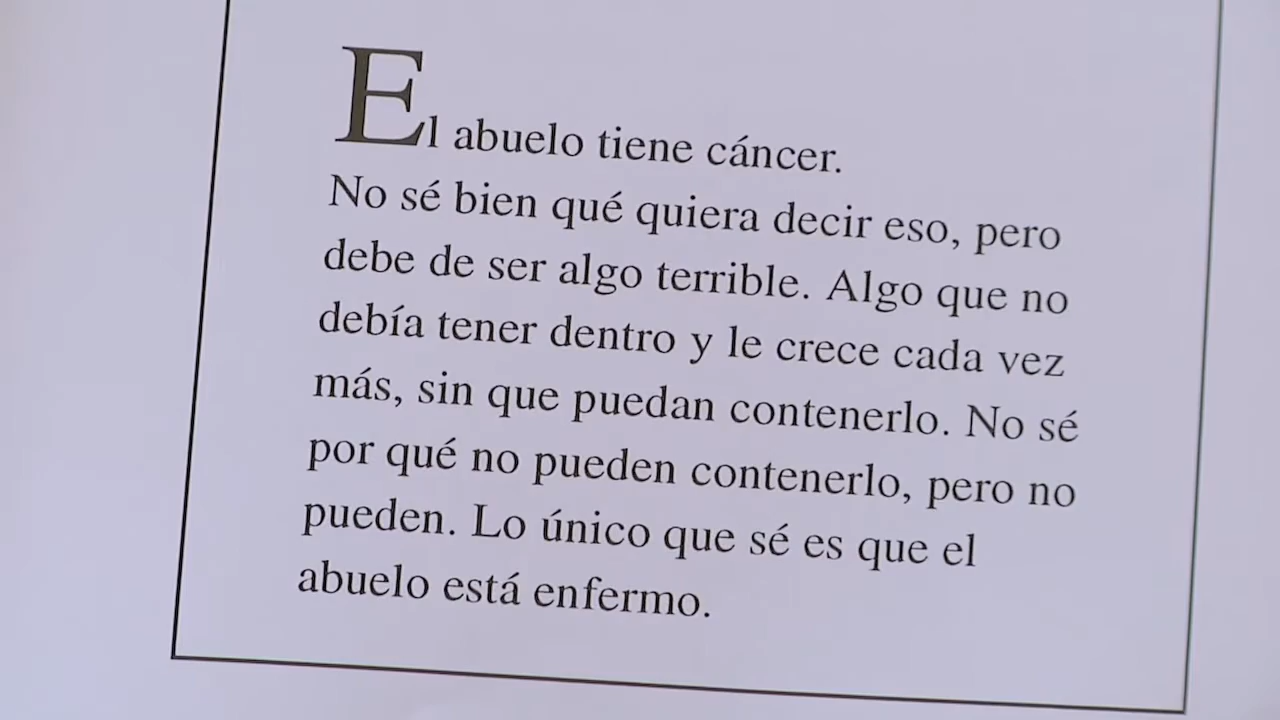 El abuelo tiene cáncer.
No sé bien qué quiera decir eso, pero
debe de ser algo terrible. Algo que no
debía tener dentro y le crece cada vez
más, sin que puedan contenerlo. No sé
por qué no pueden contenerlo, pero no
pueden. Lo único que sé es que el
abuelo está enfermo.